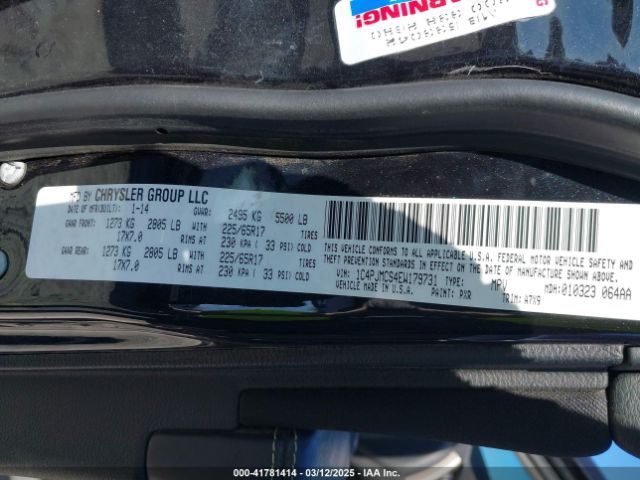 WARNING!
MFD BY CHRYSLER GROUP LLC
DATE OF MFR(BUILT): 1-14 GVWR: 2495 KG 5500 LB
GAWR FRONT: 1273 KG 2805 LB WITH 225/65R17 TIRES
17X7.0 RIMS AT 230 KPA( 33 PSI) COLD
GAWR REAR: 1273 KG 2805 LB WITH 225/65R17 TIRES
17X7.0 RIMS AT 230 KPA( 33 PSI) COLD
THIS VEHICLE CONFORMS TO ALL APPLICABLE U.S.A. FEDERAL MOTOR VEHICLE SAFETY AND
THEFT PREVENTION STANDARDS IN EFFECT ON THE DATE OF MANUFACTURE SHOWN ABOVE.
VIN: 1C4PJMCS4EW179731 TYPE: MPV MDH:010323 064AA
VEHICLE MADE IN U.S.A. PAINT: PXR TRIM: A7X9
00-41781414 - 03/12/2025 - IAAP.COM